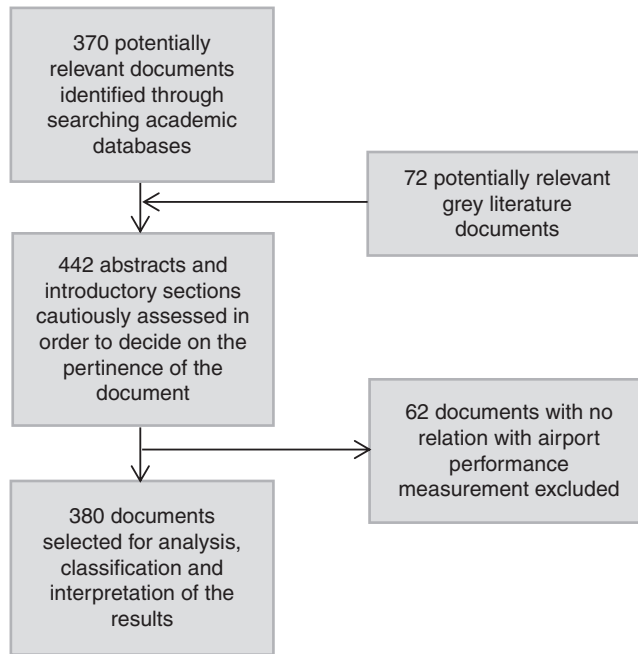 370 potentially
relevant documents
identified through
searching academic
databases
72 potentially relevant
grey literature
documents
442 abstracts and
introductory sections
cautiously assessed in
order to decide on the
pertinence of the
document
62 documents with no
relation with airport
performance
measurement excluded
380 documents
selected for analysis,
classification and
interpretation of the
results